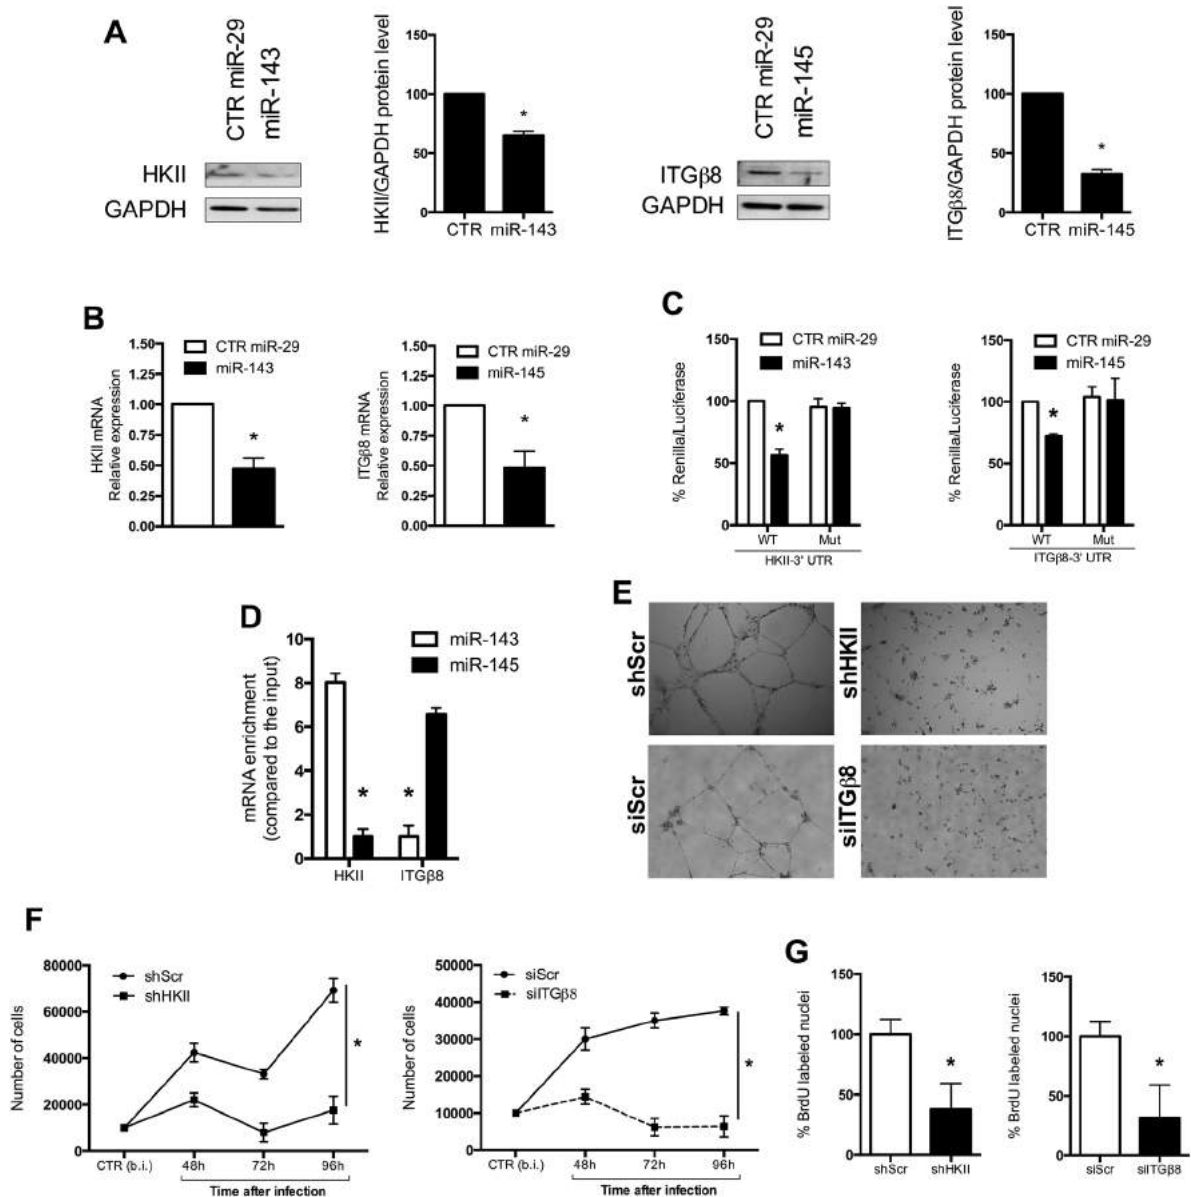 A
CTR miR-29
miR-143
HKII
GAPDH
HKII/GAPDH protein level
150
100
50
0
CTR miR-143
*
CTR miR-29
miR-145
ITGβ8
GAPDH
ITGβ8/GAPDH protein level
150
100
50
0
CTR miR-145
*
B
HKII mRNA
Relative expression
1.50
1.25
1.00
0.75
0.50
0.25
0.00
CTR miR-29
miR-143
*
ITGβ8 mRNA
Relative expression
1.50
1.25
1.00
0.75
0.50
0.25
0.00
CTR miR-29
miR-145
*
C
% Renilla/Luciferase
150
100
50
0
CTR miR-29
miR-143
*
WT Mut
HKII-3' UTR
% Renilla/Luciferase
150
100
50
0
CTR miR-29
miR-145
*
WT Mut
ITGβ8-3' UTR
D
mRNA enrichment
(compared to the input)
10
8
6
4
2
0
miR-143
miR-145
* *
HKII ITGβ8
E
shScr
shHKII
siScr
siITGβ8
F
Number of cells
80000
60000
40000
20000
0
shScr
shHKII
*
CTR (b.i.) 48h 72h 96h
Time after infection
Number of cells
50000
40000
30000
20000
10000
0
siScr
siITGβ8
*
CTR (b.i.) 48h 72h 96h
Time after infection
G
% BrdU labeled nuclei
150
100
50
0
*
shScr shHKII
% BrdU labeled nuclei
150
100
50
0
*
siScr siITGβ8